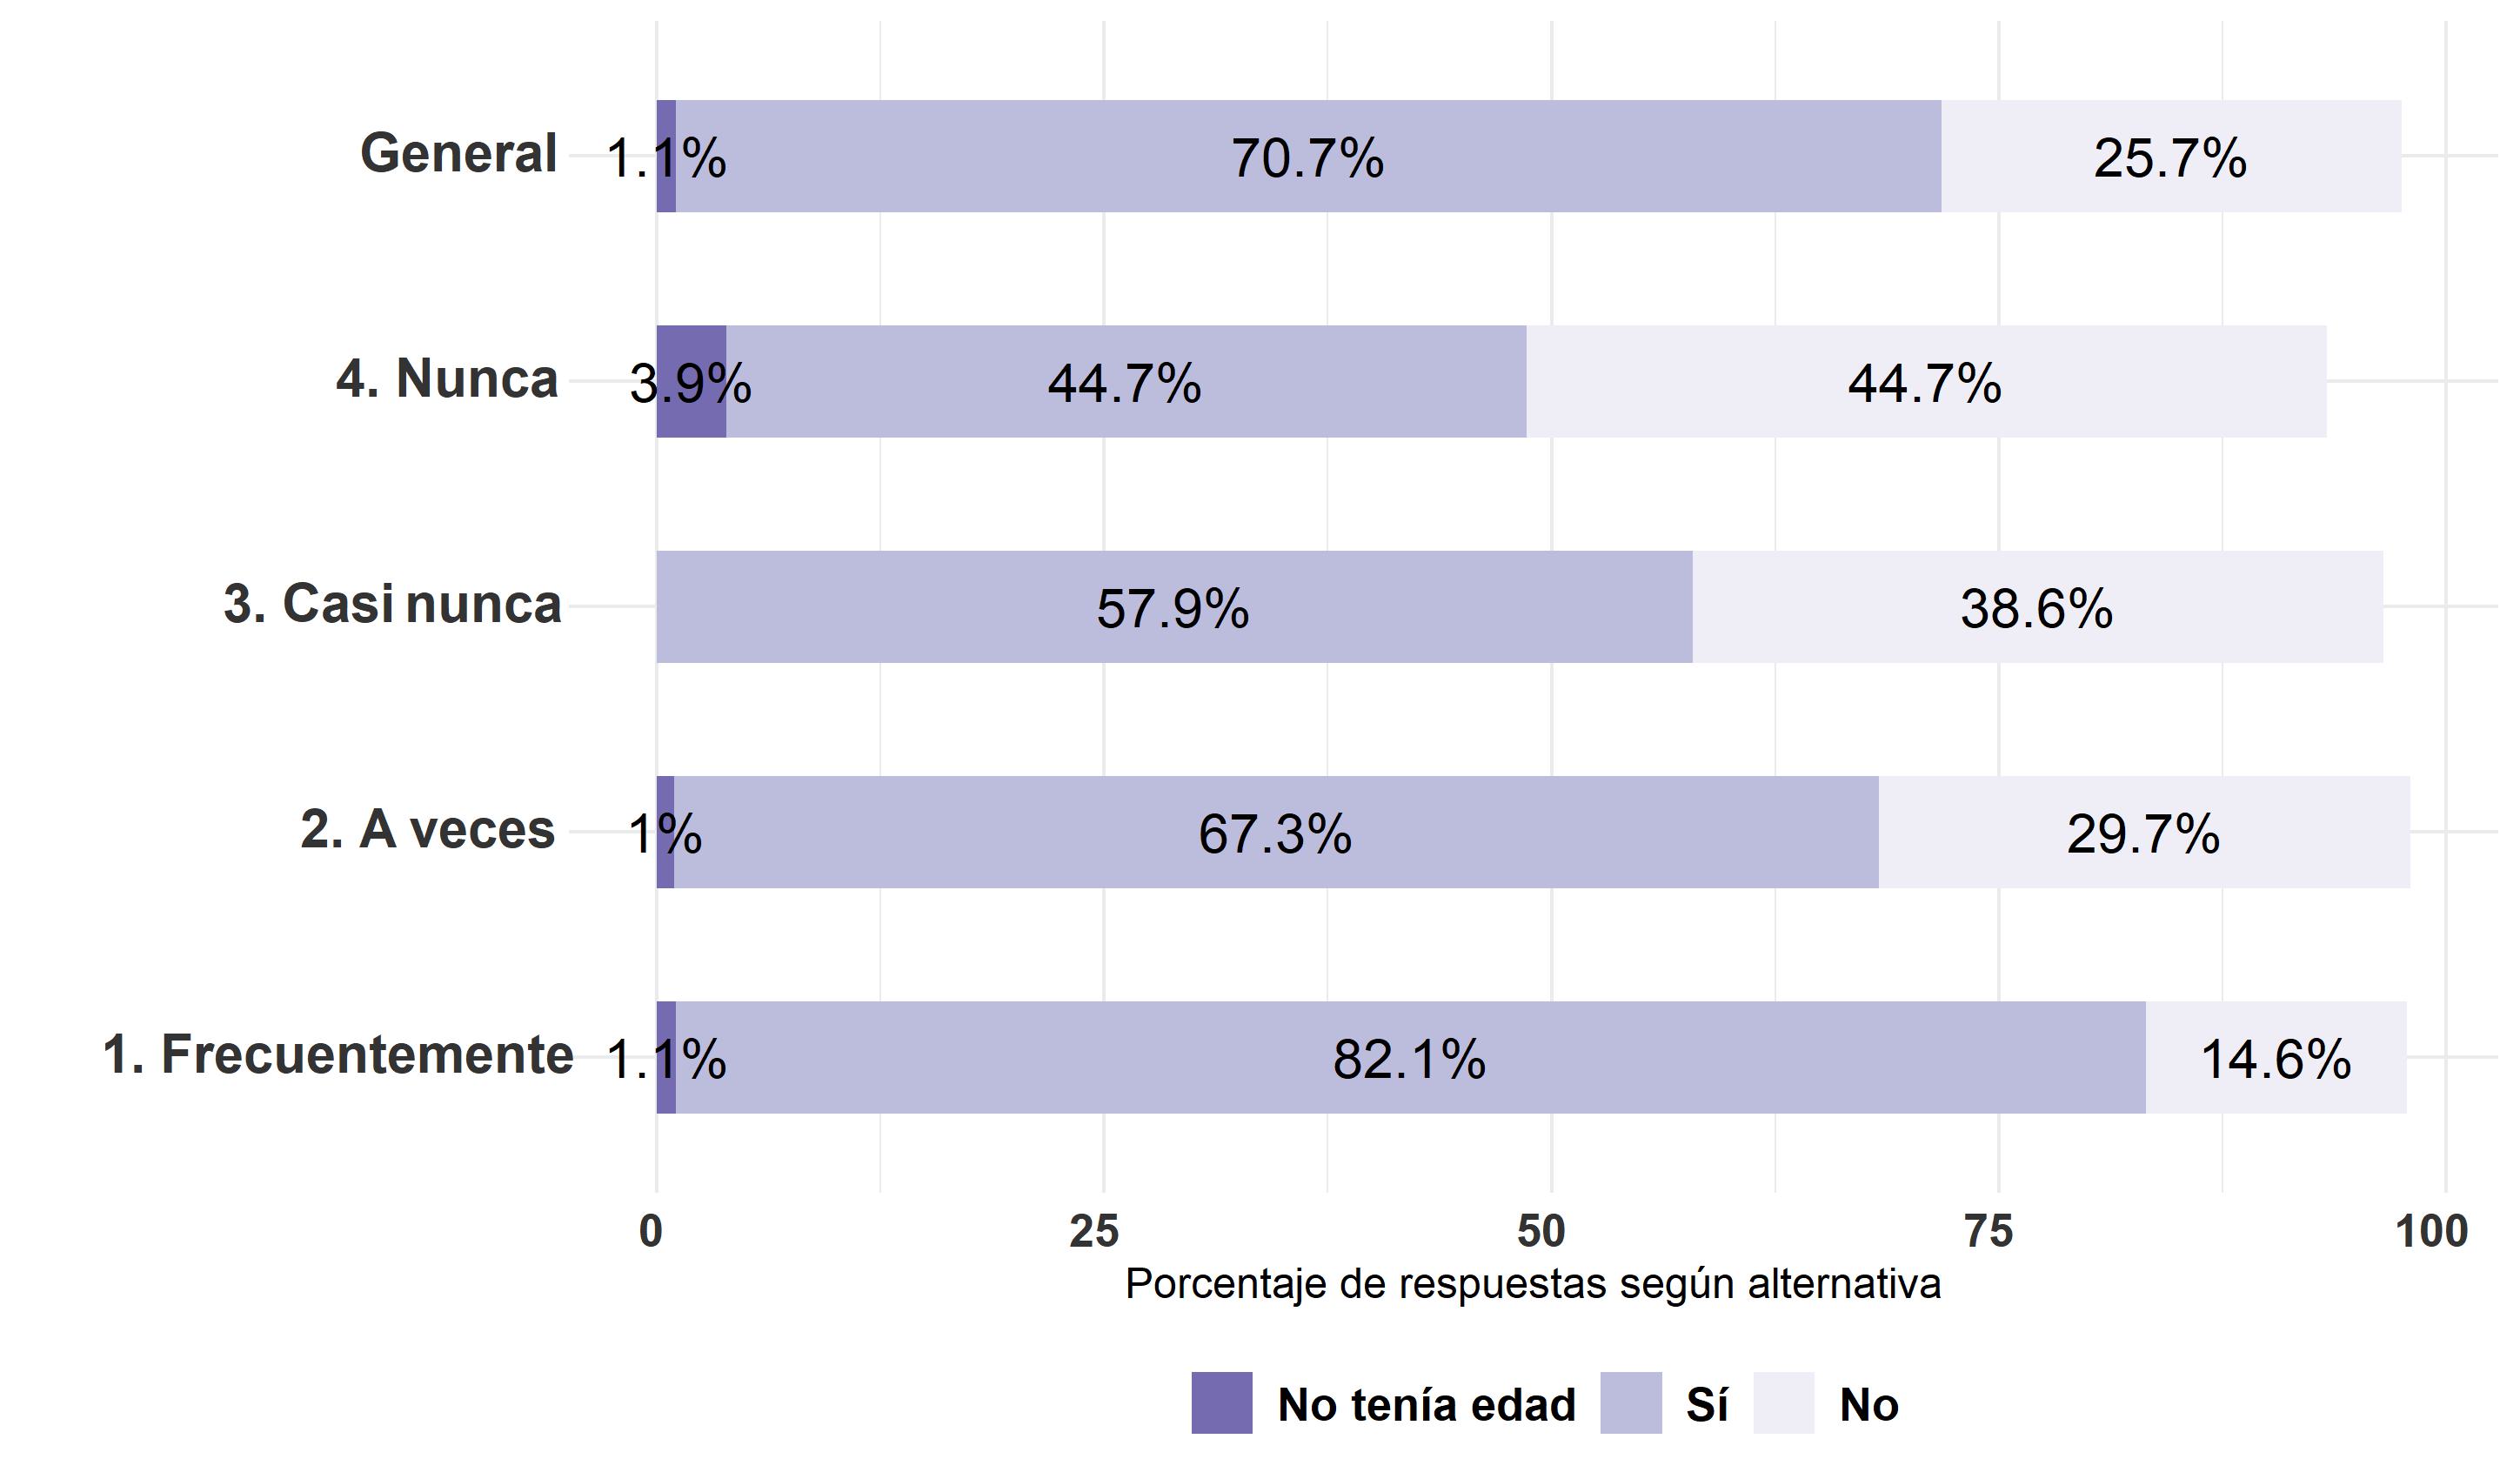 General 1.1% 70.7% 25.7%
4. Nunca 3.9% 44.7% 44.7%
3. Casi nunca 57.9% 38.6%
2. A veces 1% 67.3% 29.7%
1. Frecuentemente 1.1% 82.1% 14.6%
0 25 50 75 100
Porcentaje de respuestas según alternativa
No tenía edad Sí No